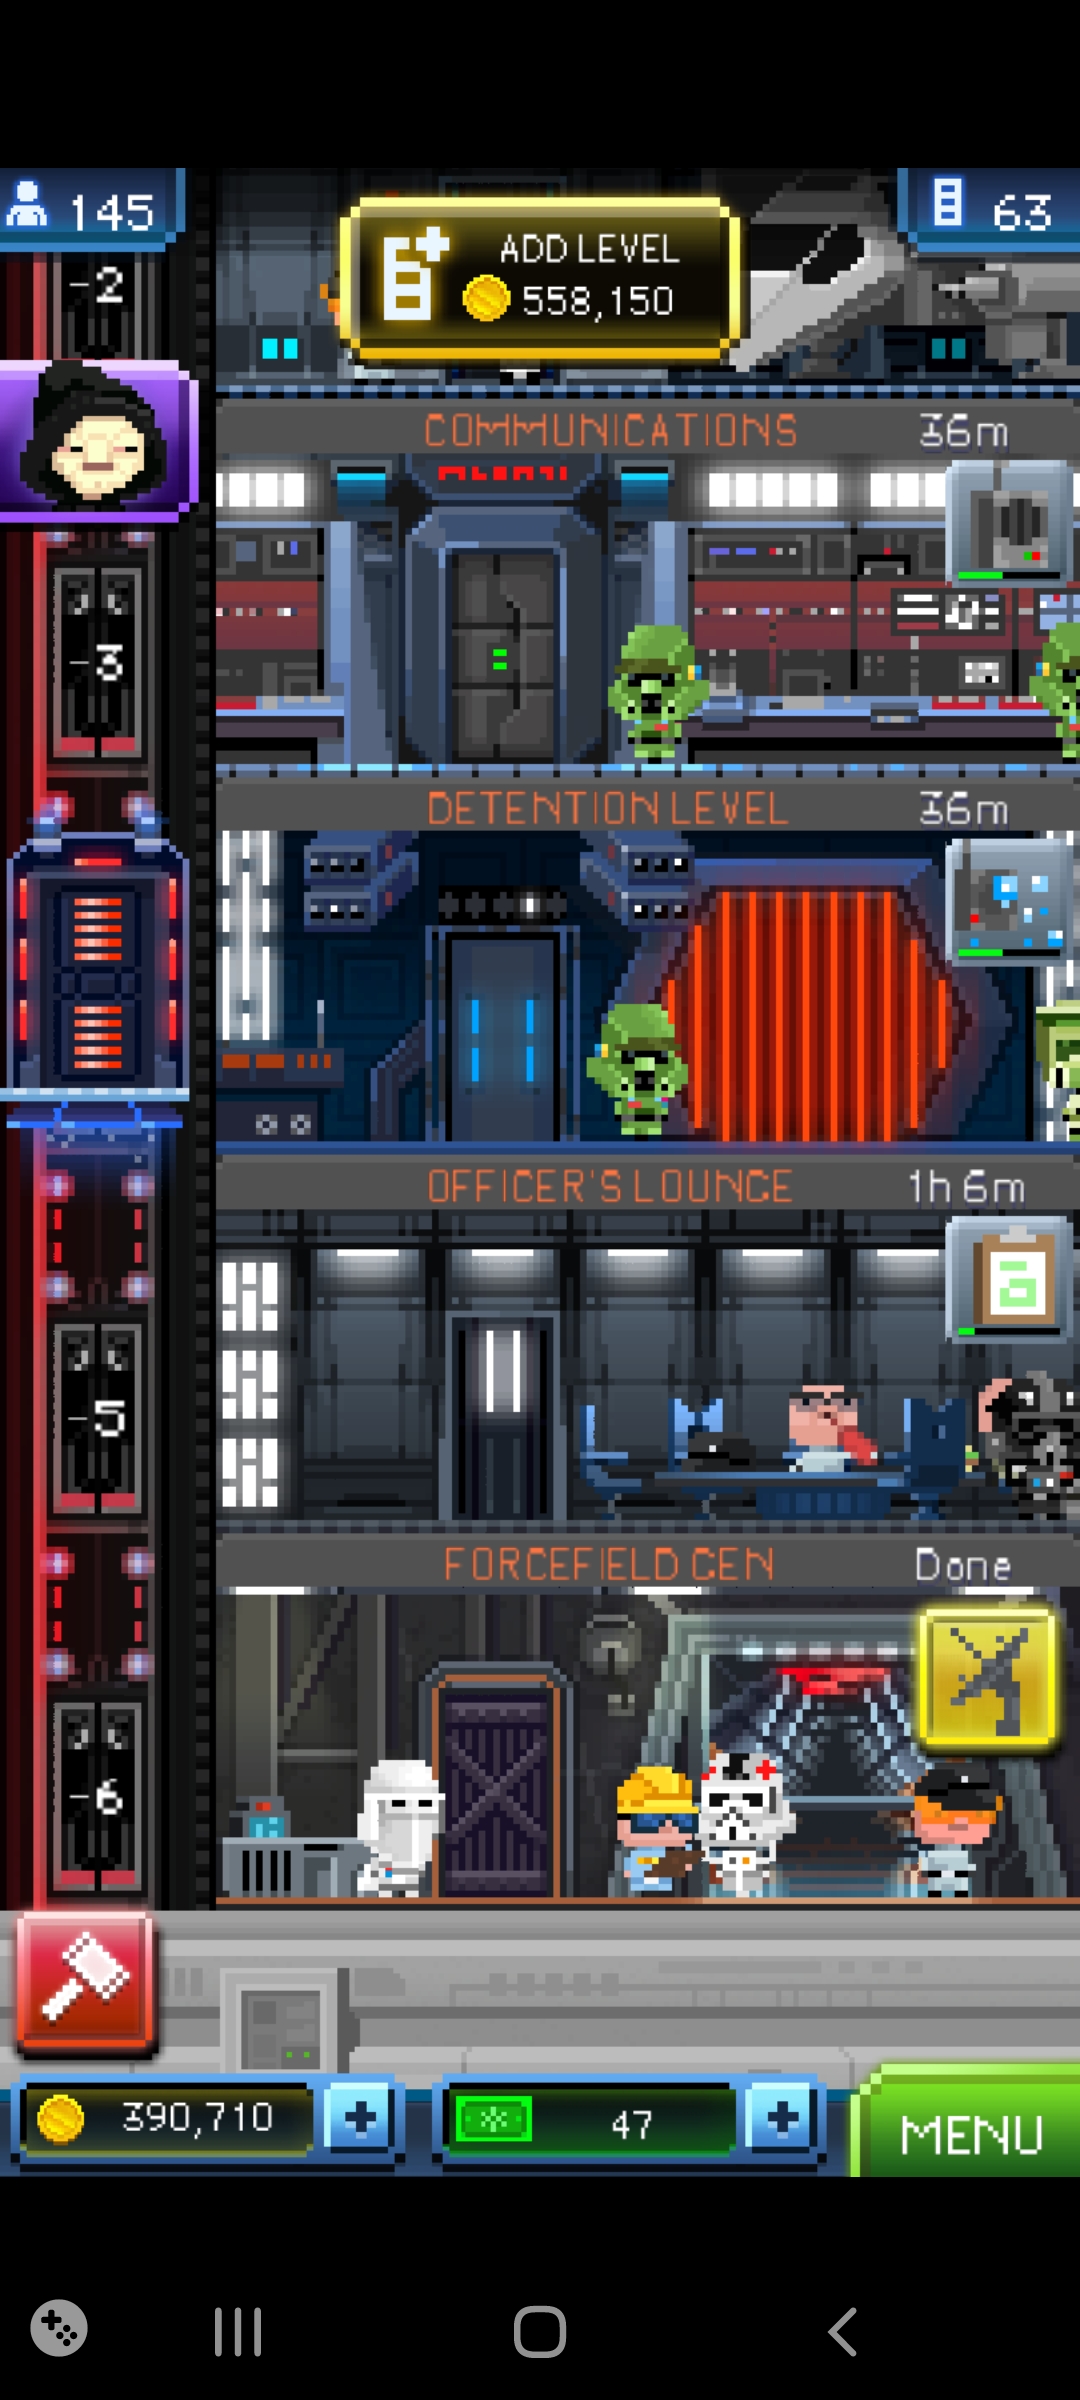 145
ADD LEVEL
558,150
63
-2
COMMUNICATIONS
36m
-3
DETENTION LEVEL
36m
OFFICER'S LOUNGE
1h 6m
-5
FORCEFIELD GEN
Done
-6
390,710
47
MENU